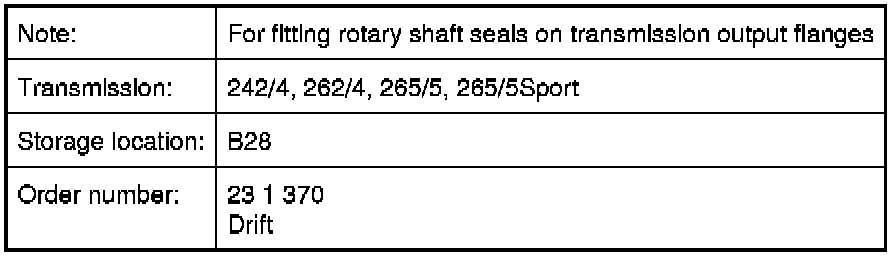 Note: For fitting rotary shaft seals on transmission output flanges
Transmission: 242/4, 262/4, 265/5, 265/5Sport
Storage location: B28
Order number: 23 1 370
Drift